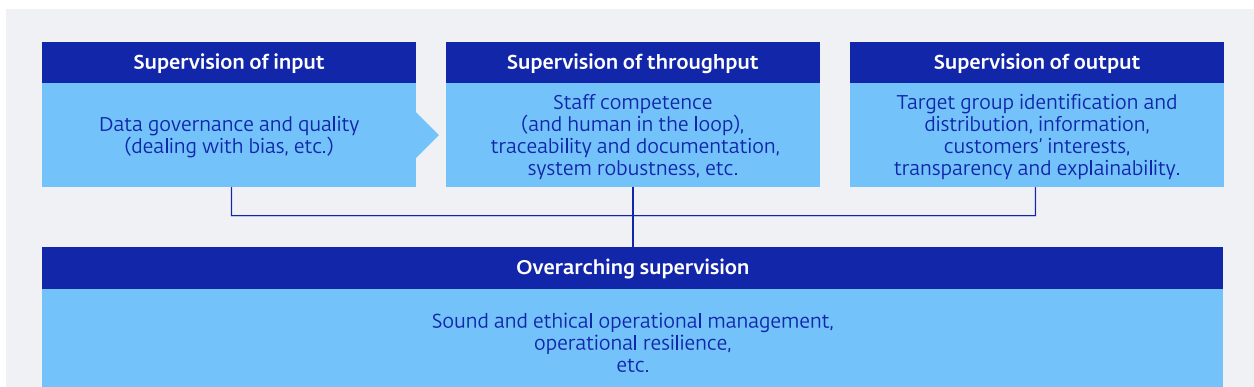 Supervision of input
Data governance and quality
(dealing with bias, etc.)
Supervision of throughput
Staff competence
(and human in the loop),
traceability and documentation,
system robustness, etc.
Supervision of output
Target group identification and
distribution, information,
customers’ interests,
transparency and explainability.
Overarching supervision
Sound and ethical operational management,
operational resilience,
etc.